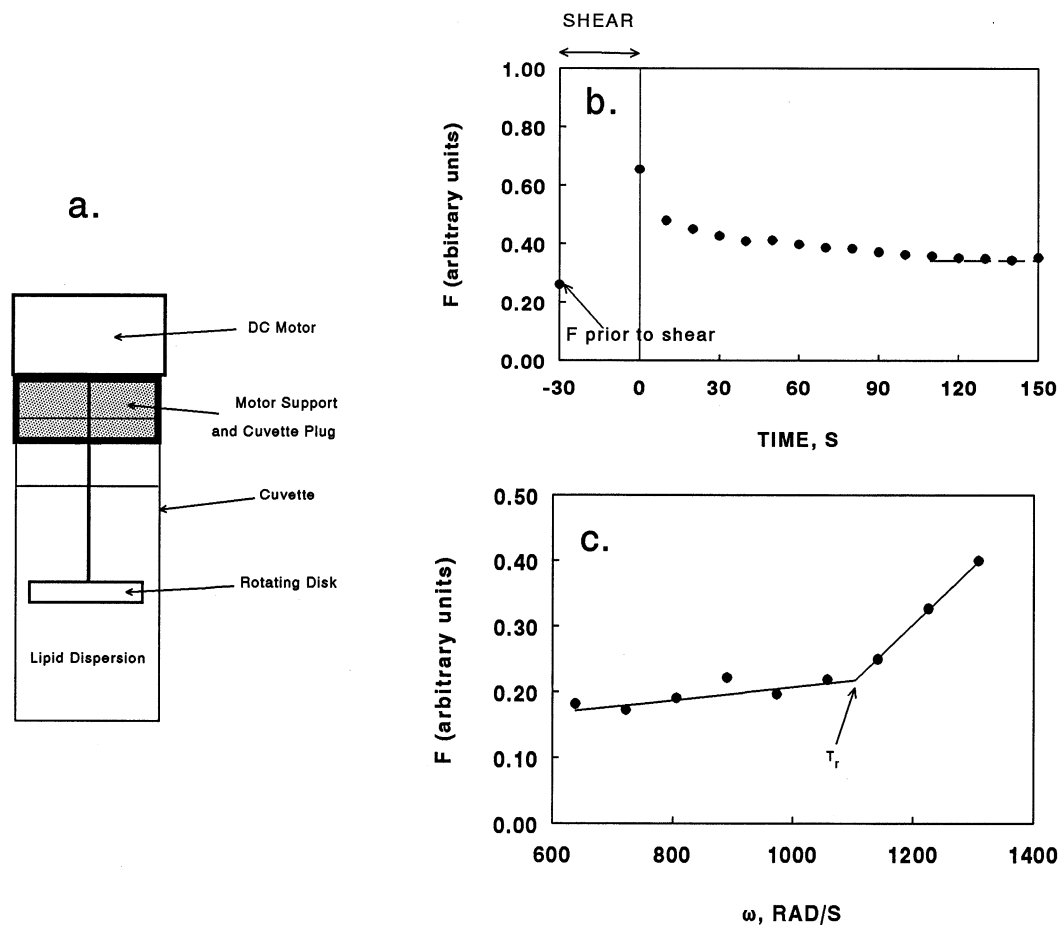 a.
DC Motor
Motor Support
and Cuvette Plug
Cuvette
Rotating Disk
Lipid Dispersion
SHEAR
b.
F (arbitrary units)
1.00
0.80
0.60
0.40
0.20
0.00
F prior to shear
-30 0 30 60 90 120 150
TIME, S
c.
F (arbitrary units)
0.50
0.40
0.30
0.20
0.10
0.00
Tr
600 800 1000 1200 1400
ω, RAD/S